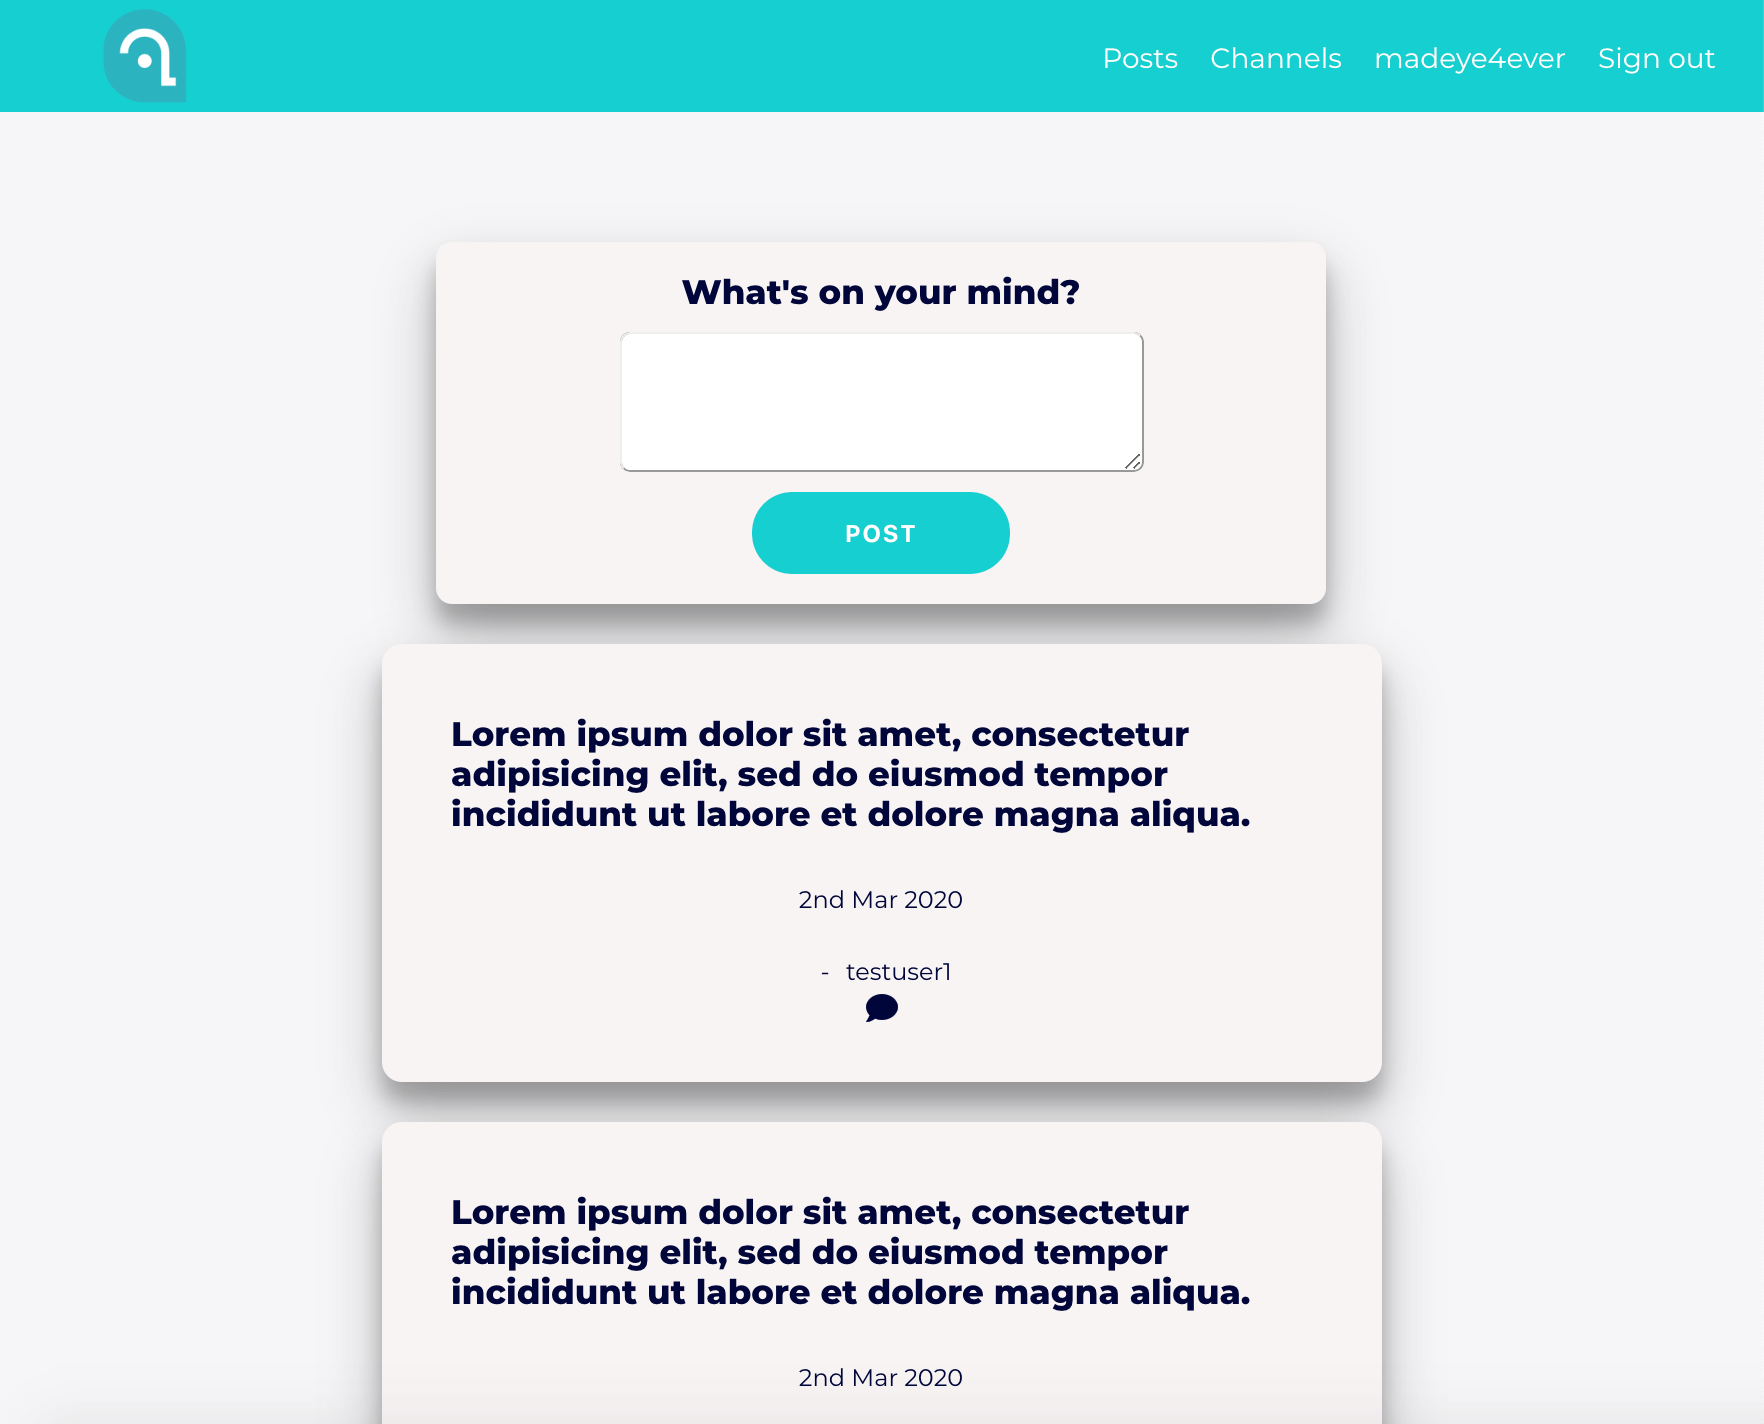 Posts Channels madeye4ever Sign out
What's on your mind?
POST
Lorem ipsum dolor sit amet, consectetur
adipisicing elit, sed do eiusmod tempor
incididunt ut labore et dolore magna aliqua.
2nd Mar 2020
- testuser1
Lorem ipsum dolor sit amet, consectetur
adipisicing elit, sed do eiusmod tempor
incididunt ut labore et dolore magna aliqua.
2nd Mar 2020